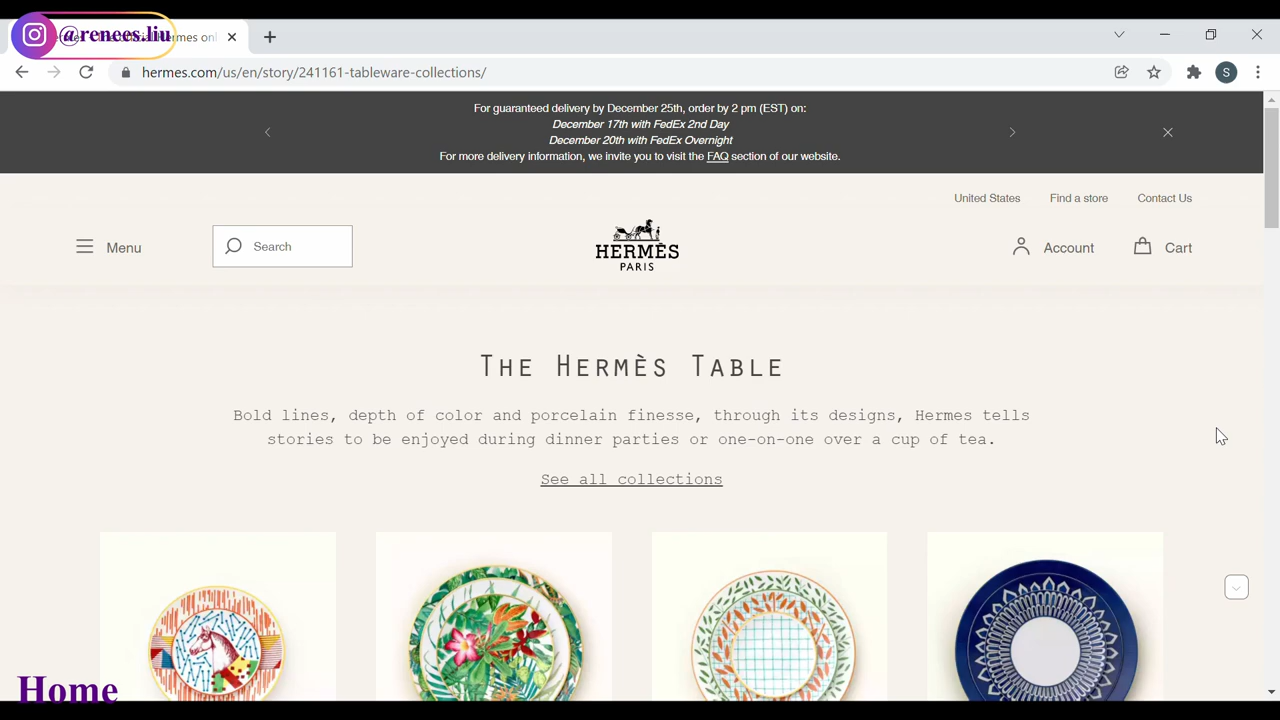 @renees.liu
hermes.com/us/en/story/241161-tableware-collections/
S
For guaranteed delivery by December 25th, order by 2 pm (EST) on:
December 17th with FedEx 2nd Day
December 20th with FedEx Overnight
For more delivery information, we invite you to visit the FAQ section of our website.
United States Find a store Contact Us
Menu Search HERMÈS Account Cart
PARIS
The Hermès Table
Bold lines, depth of color and porcelain finesse, through its designs, Hermes tells
stories to be enjoyed during dinner parties or one-on-one over a cup of tea.
See all collections
Home